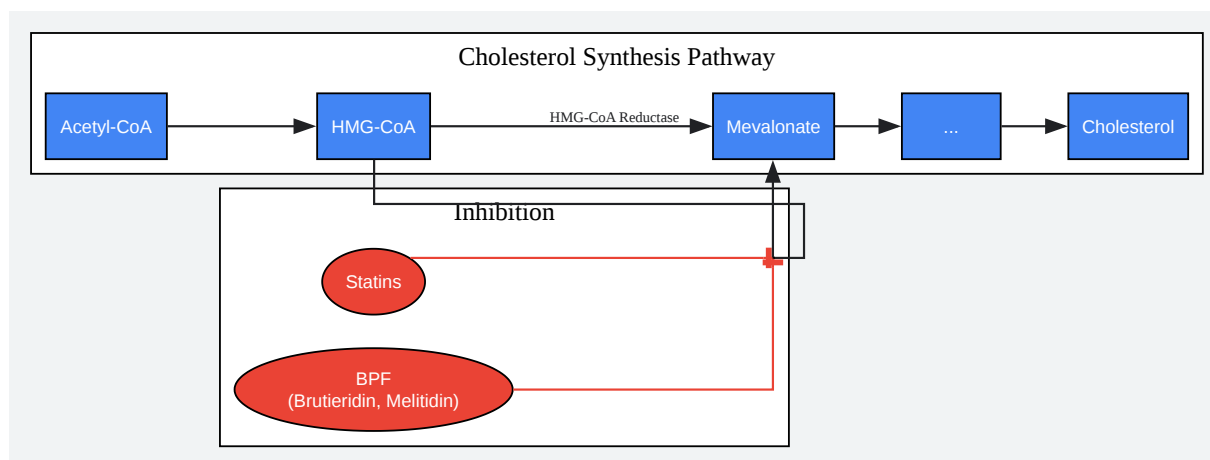 Cholesterol Synthesis Pathway
Acetyl-CoA
HMG-CoA
HMG-CoA Reductase
Mevalonate
...
Cholesterol
Inhibition
Statins
BPF
(Brutieridin, Melitidin)